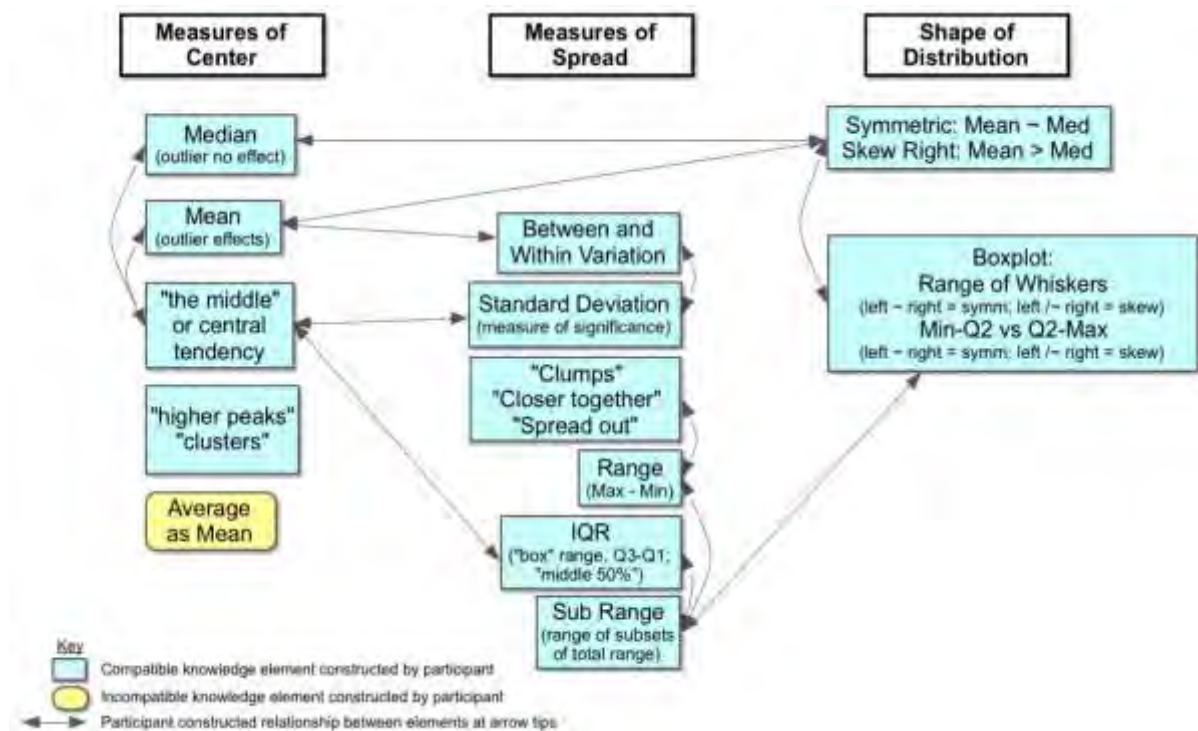 Measures of
Center
Measures of
Spread
Shape of
Distribution
Median
(outlier no effect)
Mean
(outlier effects)
"the middle"
or central
tendency
"higher peaks"
"clusters"
Average
as Mean
Between and
Within Variation
Standard Deviation
(measure of significance)
"Clumps"
"Closer together"
"Spread out"
Range
(Max - Min)
IQR
("box" range, Q3-Q1;
"middle 50%")
Sub Range
(range of subsets
of total range)
Symmetric: Mean ~ Med
Skew Right: Mean > Med
Boxplot:
Range of Whiskers
(left ~ right = symm; left /~ right = skew)
Min-Q2 vs Q2-Max
(left ~ right = symm; left /~ right = skew)
Key
Compatible knowledge element constructed by participant
Incompatible knowledge element constructed by participant
Participant constructed relationship between elements at arrow tips